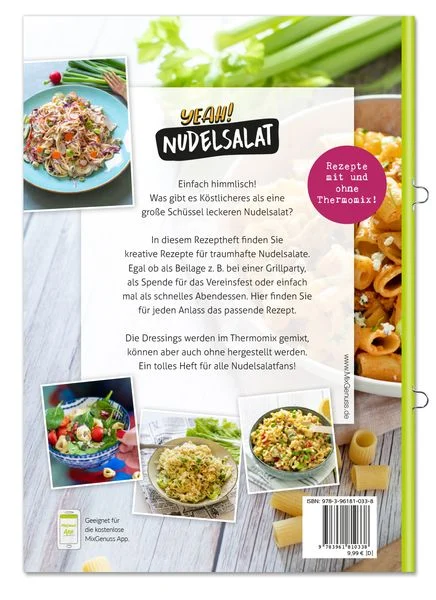 YEAH!
NUDELSALAT
Rezepte
mit und
ohne
Thermomix!
Einfach himmlisch!
Was gibt es Köstlicheres als eine
große Schüssel leckeren Nudelsalat?
In diesem Rezeptheft finden Sie
kreative Rezepte für traumhafte Nudelsalate.
Egal ob als Beilage z. B. bei einer Grillparty,
als Spende für das Vereinsfest oder einfach
mal als schnelles Abendessen. Hier finden Sie
für jeden Anlass das passende Rezept.
Die Dressings werden im Thermomix gemixt,
können aber auch ohne hergestellt werden.
Ein tolles Heft für alle Nudelsalatfans!
www.MixGenuss.de
Geeignet für
die kostenlose
MixGenuss App.
App
ISBN: 978-3-96181-033-8
9 783961 810338
9,99 € [D]